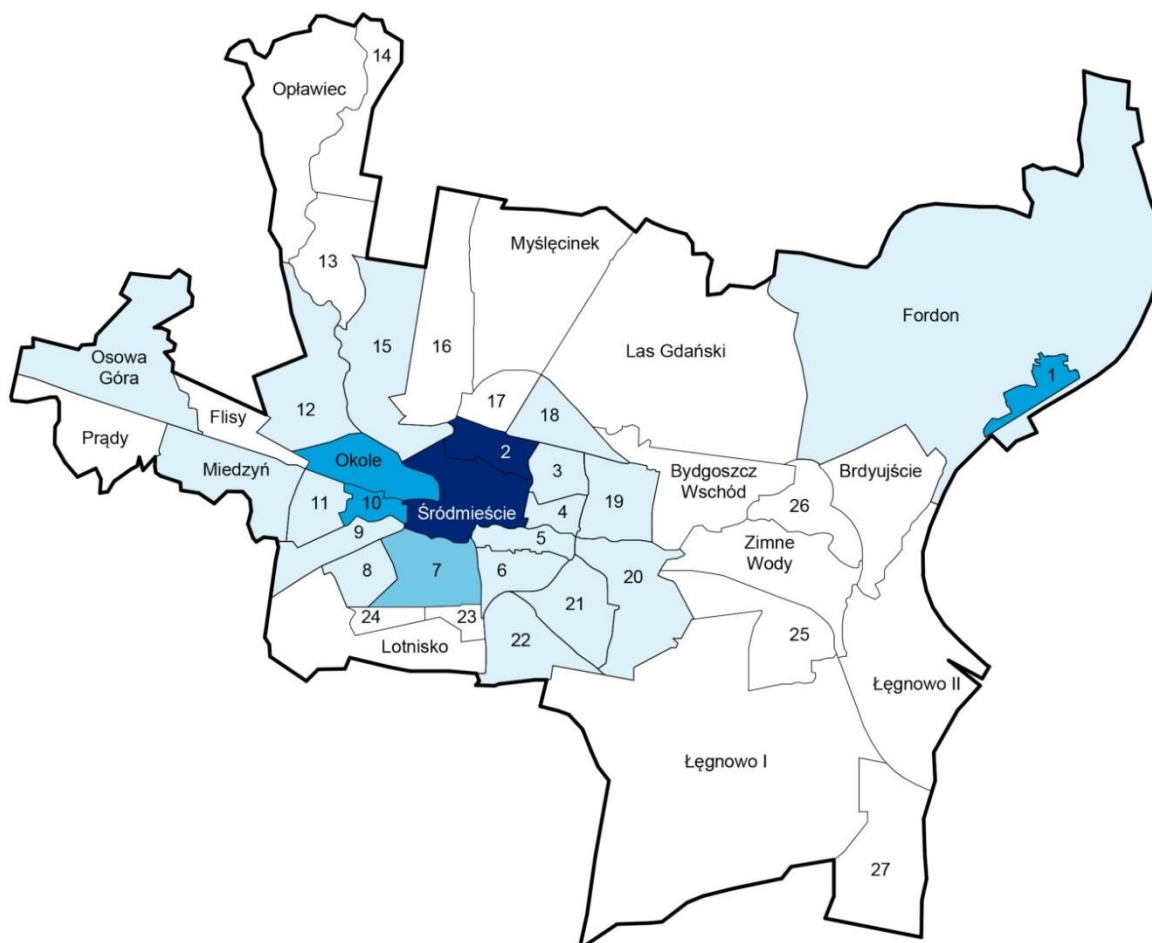 14
Opławiec
Myślęcinek
13
Fordon
15
16
Las Gdański
Osowa
Góra
1
17
12
Flisy
18
Prądy
2
Okole
3
Miedzyń
Bydgoszcz
Wschód
Brdyujście
11
10
19
26
Śródmieście
4
9
5
Zimne
Wody
8
7
6
20
21
24
23
25
Lotnisko
22
Łęgnowo II
Łęgnowo I
27